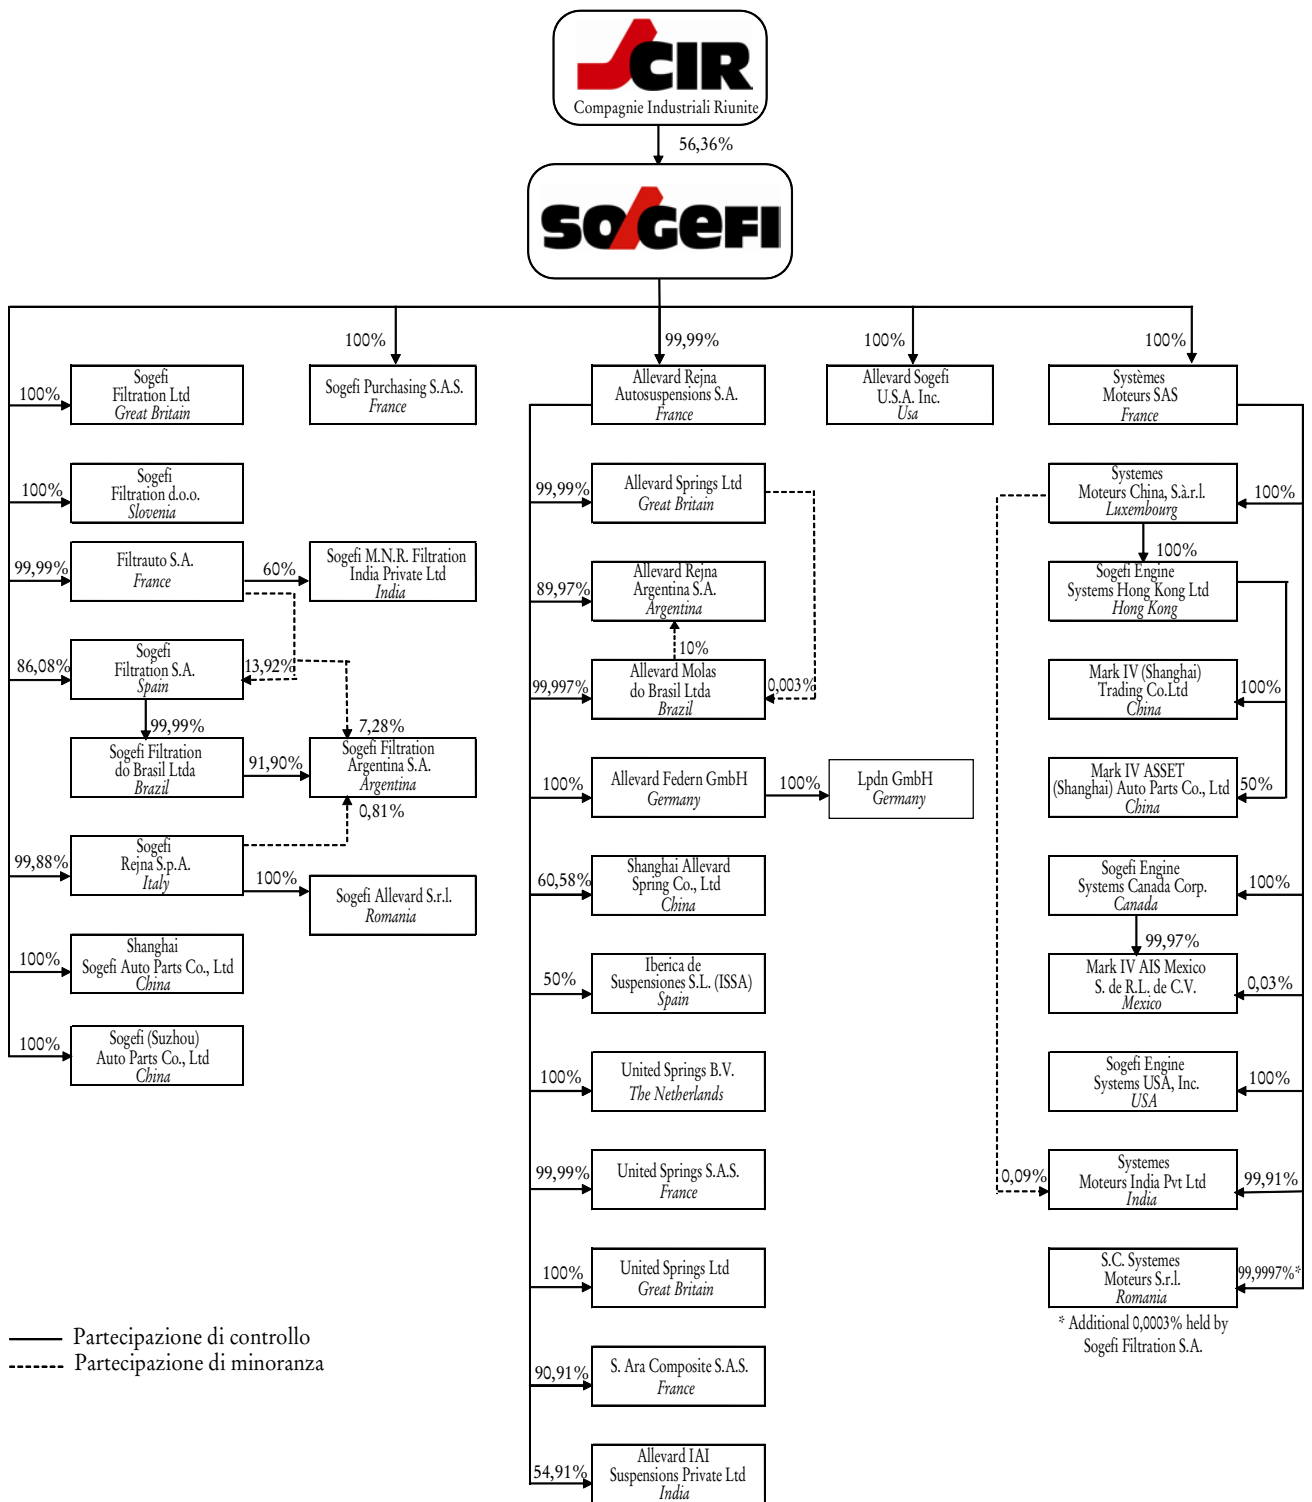 CIR
Compagnie Industriali Riunite
56,36%
SOGEFI
100%
99,99%
100%
100%
100%
Sogefi
Filtration Ltd
Great Britain
Sogefi Purchasing S.A.S.
France
Allevard Rejna
Autosuspensions S.A.
France
Allevard Sogefi
U.S.A. Inc.
Usa
Systèmes
Moteurs SAS
France
100%
Sogefi
Filtration d.o.o.
Slovenia
99,99%
Filtrauto S.A.
France
60%
Sogefi M.N.R. Filtration
India Private Ltd
India
86,08%
Sogefi
Filtration S.A.
Spain
13,92%
99,99%
7,28%
Sogefi Filtration
do Brasil Ltda
Brazil
91,90%
Sogefi Filtration
Argentina S.A.
Argentina
0,81%
99,88%
Sogefi
Rejna S.p.A.
Italy
100%
Sogefi Allevard S.r.l.
Romania
100%
Shanghai
Sogefi Auto Parts Co., Ltd
China
100%
Sogefi (Suzhou)
Auto Parts Co., Ltd
China
99,99%
Allevard Springs Ltd
Great Britain
89,97%
Allevard Rejna
Argentina S.A.
Argentina
10%
99,997%
Allevard Molas
do Brasil Ltda
Brazil
0,003%
100%
Allevard Federn GmbH
Germany
100%
Lpdn GmbH
Germany
60,58%
Shanghai Allevard
Spring Co., Ltd
China
50%
Iberica de
Suspensiones S.L. (ISSA)
Spain
100%
United Springs B.V.
The Netherlands
99,99%
United Springs S.A.S.
France
100%
United Springs Ltd
Great Britain
90,91%
S. Ara Composite S.A.S.
France
54,91%
Allevard IAI
Suspensions Private Ltd
India
Systemes
Moteurs China, S.à.r.l.
Luxembourg
100%
100%
Sogefi Engine
Systems Hong Kong Ltd
Hong Kong
Mark IV (Shanghai)
Trading Co.Ltd
China
100%
Mark IV ASSET
(Shanghai) Auto Parts Co., Ltd
China
50%
Sogefi Engine
Systems Canada Corp.
Canada
100%
99,97%
Mark IV AIS Mexico
S. de R.L. de C.V.
Mexico
0,03%
Sogefi Engine
Systems USA, Inc.
USA
100%
0,09%
Systemes
Moteurs India Pvt Ltd
India
99,91%
S.C. Systemes
Moteurs S.r.l.
Romania
99,9997%*
* Additional 0,0003% held by
Sogefi Filtration S.A.
Partecipazione di controllo
Partecipazione di minoranza